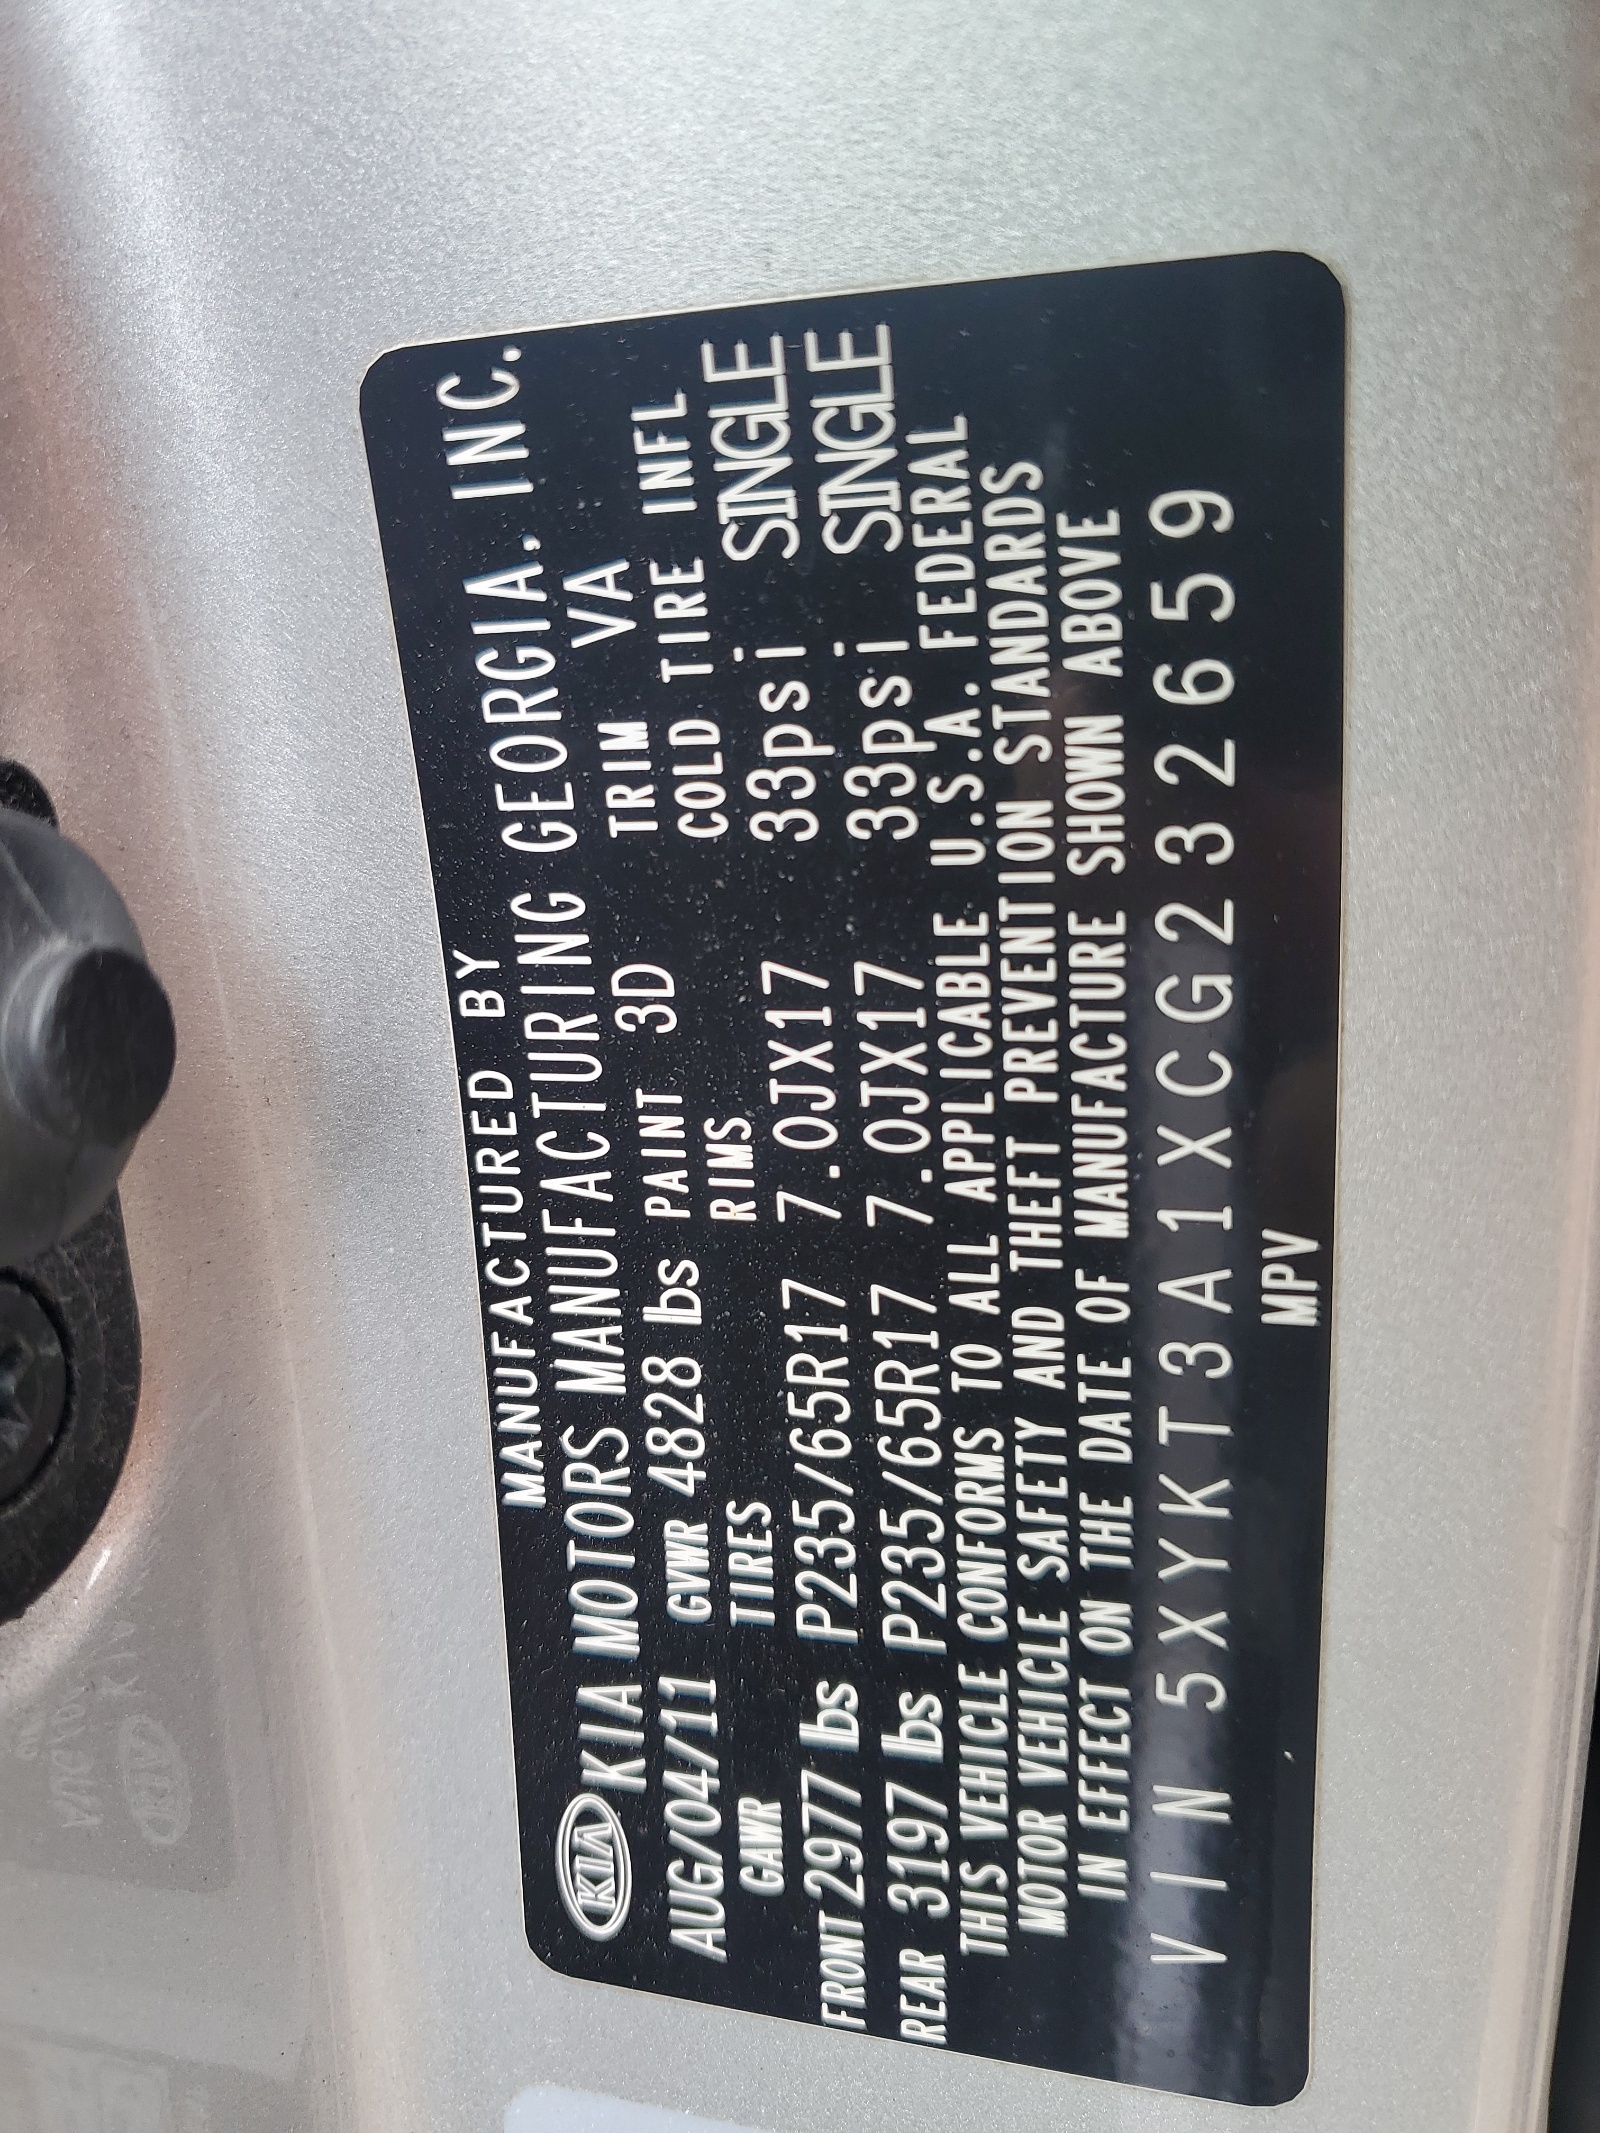 MANUFACTURED BY
KIA KIA MOTORS MANUFACTURING GEORGIA, INC.
AUG/04/11 GVWR 4828 lbs PAINT 3D TRIM VA
GAWR TIRES RIMS COLD TIRE INFL
FRONT 2977 lbs P235/65R17 7.0JX17 33psi SINGLE
REAR 3197 lbs P235/65R17 7.0JX17 33psi SINGLE
THIS VEHICLE CONFORMS TO ALL APPLICABLE U.S.A. FEDERAL
MOTOR VEHICLE SAFETY AND THEFT PREVENTION STANDARDS
IN EFFECT ON THE DATE OF MANUFACTURE SHOWN ABOVE
VIN 5XYKT3A1XCG232659
MPV